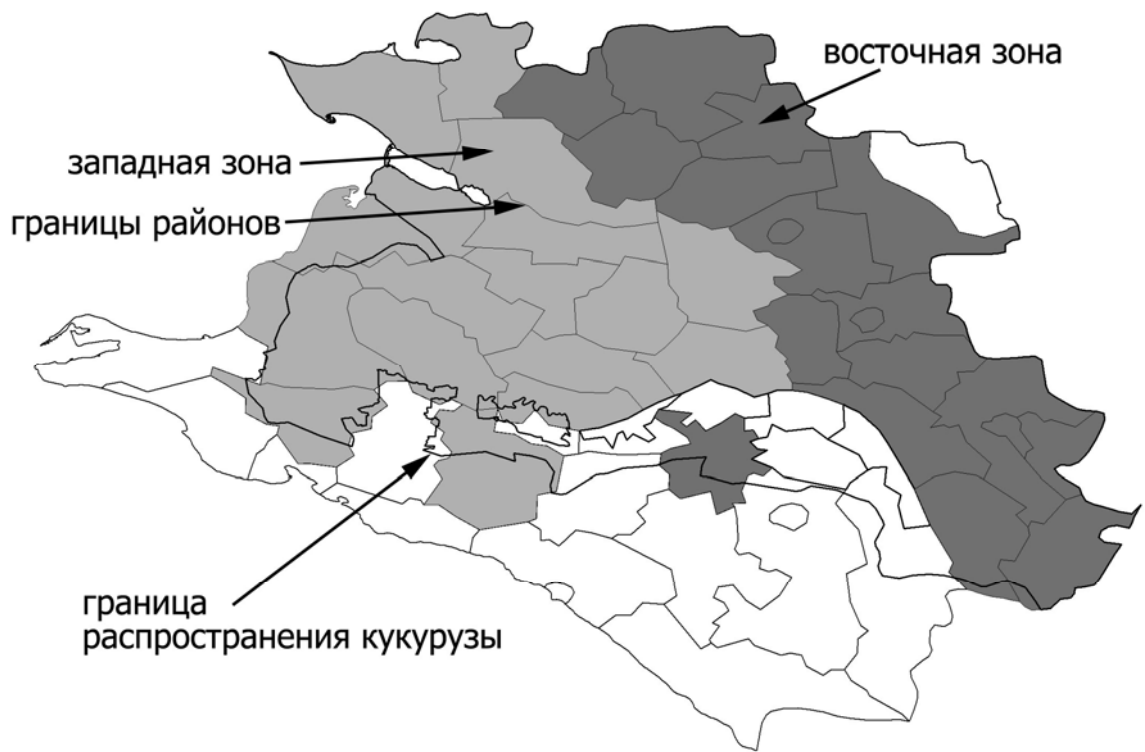 восточная зона
западная зона
границы районов
граница
распространения кукурузы